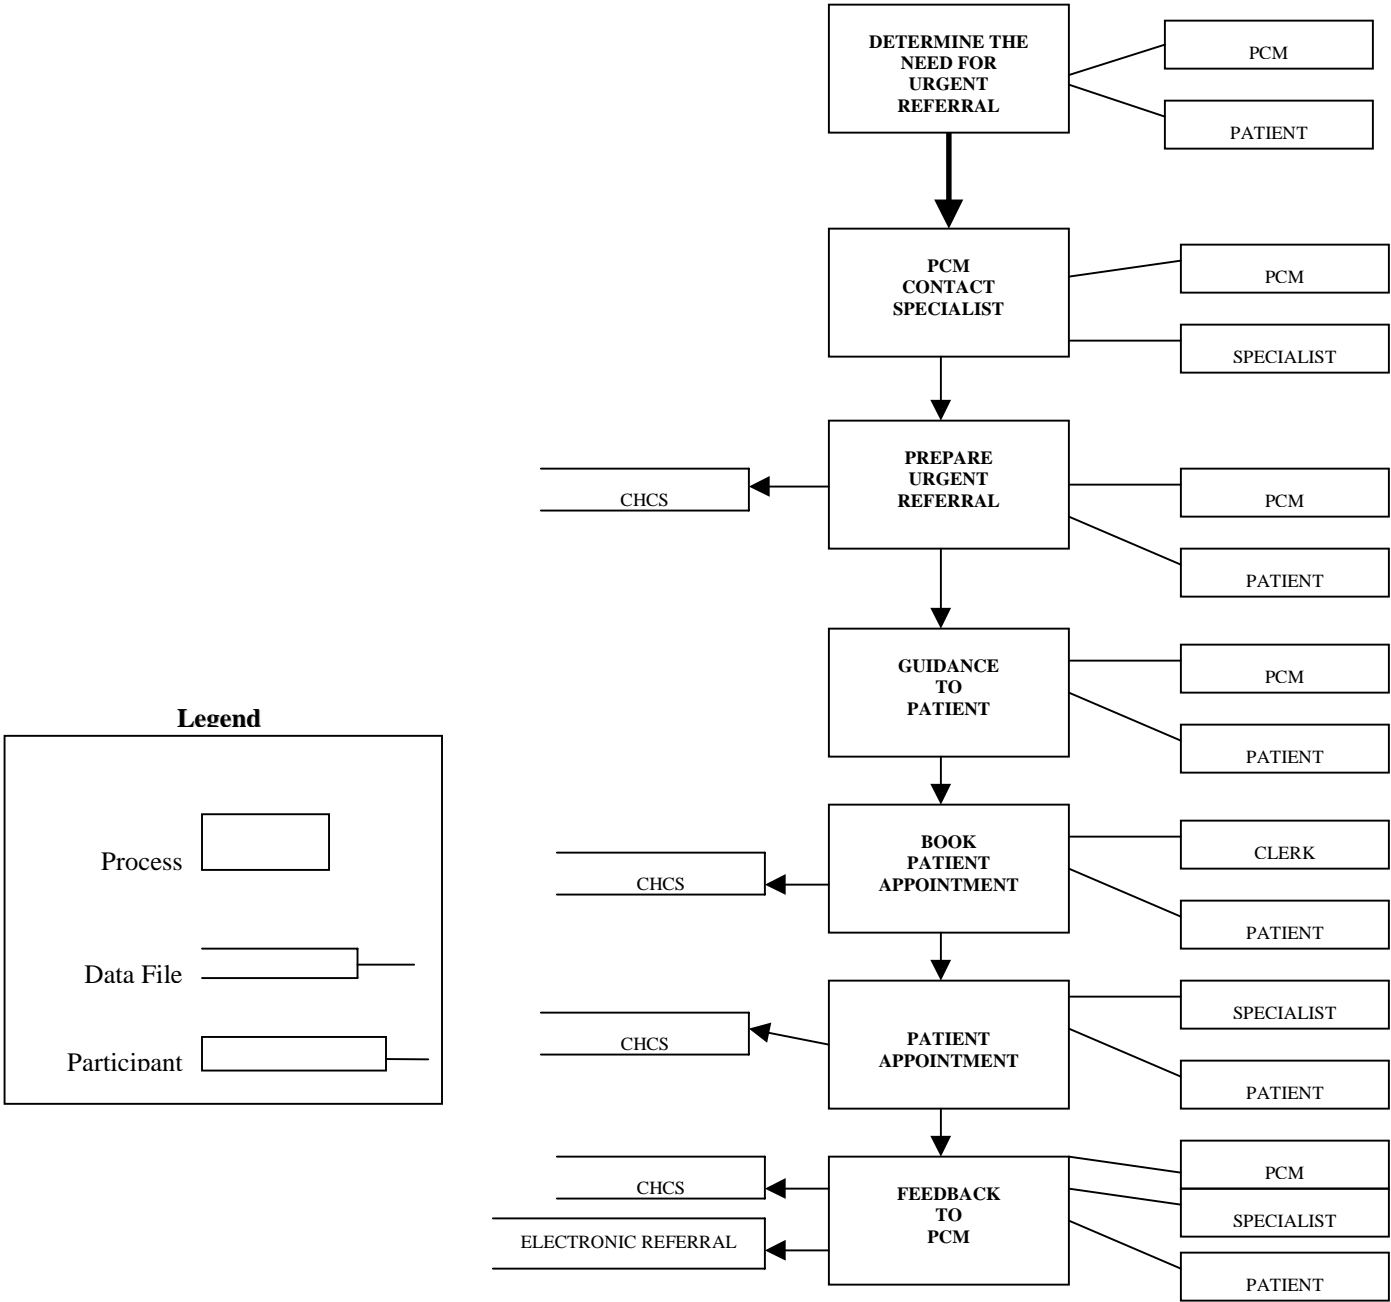 DETERMINE THE
NEED FOR
URGENT
REFERRAL
PCM
PATIENT
PCM
CONTACT
SPECIALIST
PCM
SPECIALIST
PREPARE
URGENT
REFERRAL
CHCS
PCM
PATIENT
GUIDANCE
TO
PATIENT
PCM
PATIENT
Legend
Process
Data File
Participant
BOOK
PATIENT
APPOINTMENT
CHCS
CLERK
PATIENT
PATIENT
APPOINTMENT
CHCS
SPECIALIST
PATIENT
FEEDBACK
TO
PCM
CHCS
ELECTRONIC REFERRAL
PCM
SPECIALIST
PATIENT